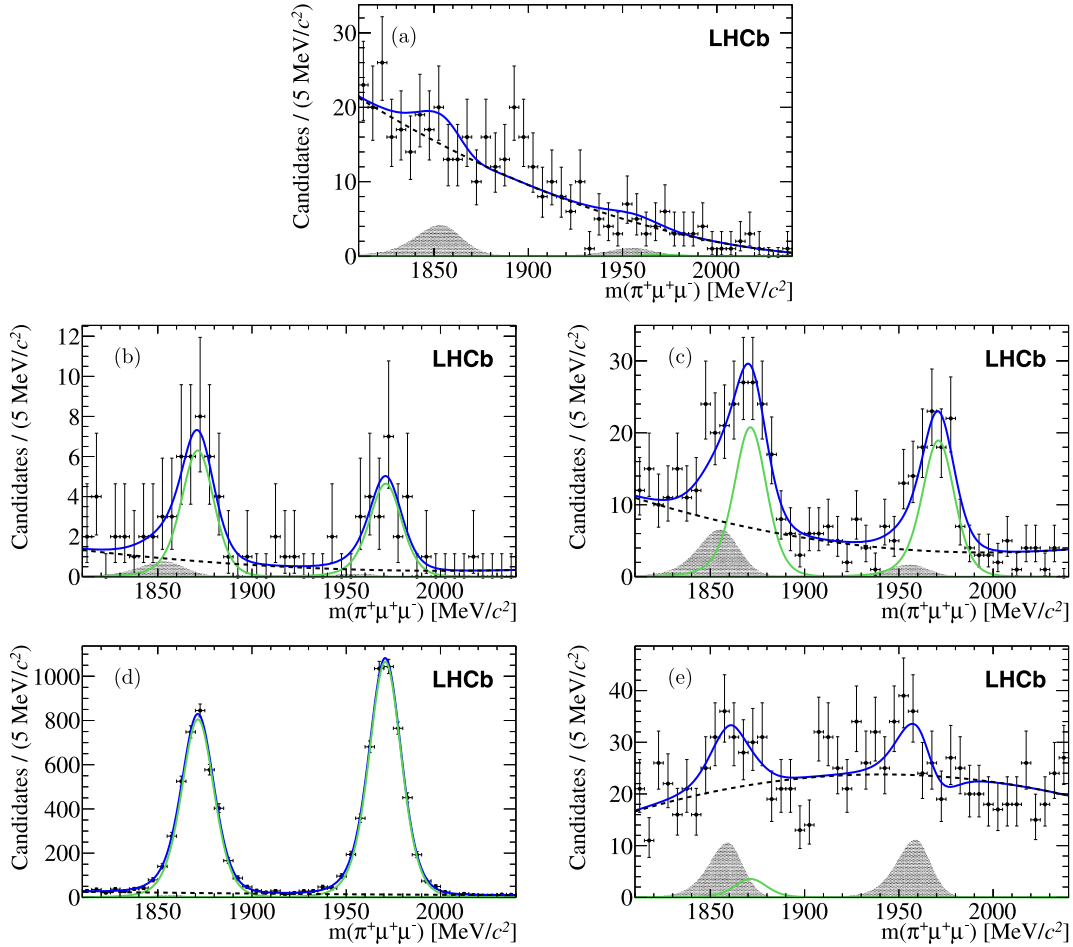 Candidates / (5 MeV/c²)
30
20
10
0
(a)
LHCb
1850 1900 1950 2000
m(π⁺μ⁺μ⁻) [MeV/c²]
Candidates / (5 MeV/c²)
12
10
8
6
4
2
0
(b)
LHCb
1850 1900 1950 2000
m(π⁺μ⁺μ⁻) [MeV/c²]
Candidates / (5 MeV/c²)
30
20
10
0
(c)
LHCb
1850 1900 1950 2000
m(π⁺μ⁺μ⁻) [MeV/c²]
Candidates / (5 MeV/c²)
1000
800
600
400
200
0
(d)
LHCb
1850 1900 1950 2000
m(π⁺μ⁺μ⁻) [MeV/c²]
Candidates / (5 MeV/c²)
40
30
20
10
0
(e)
LHCb
1850 1900 1950 2000
m(π⁺μ⁺μ⁻) [MeV/c²]